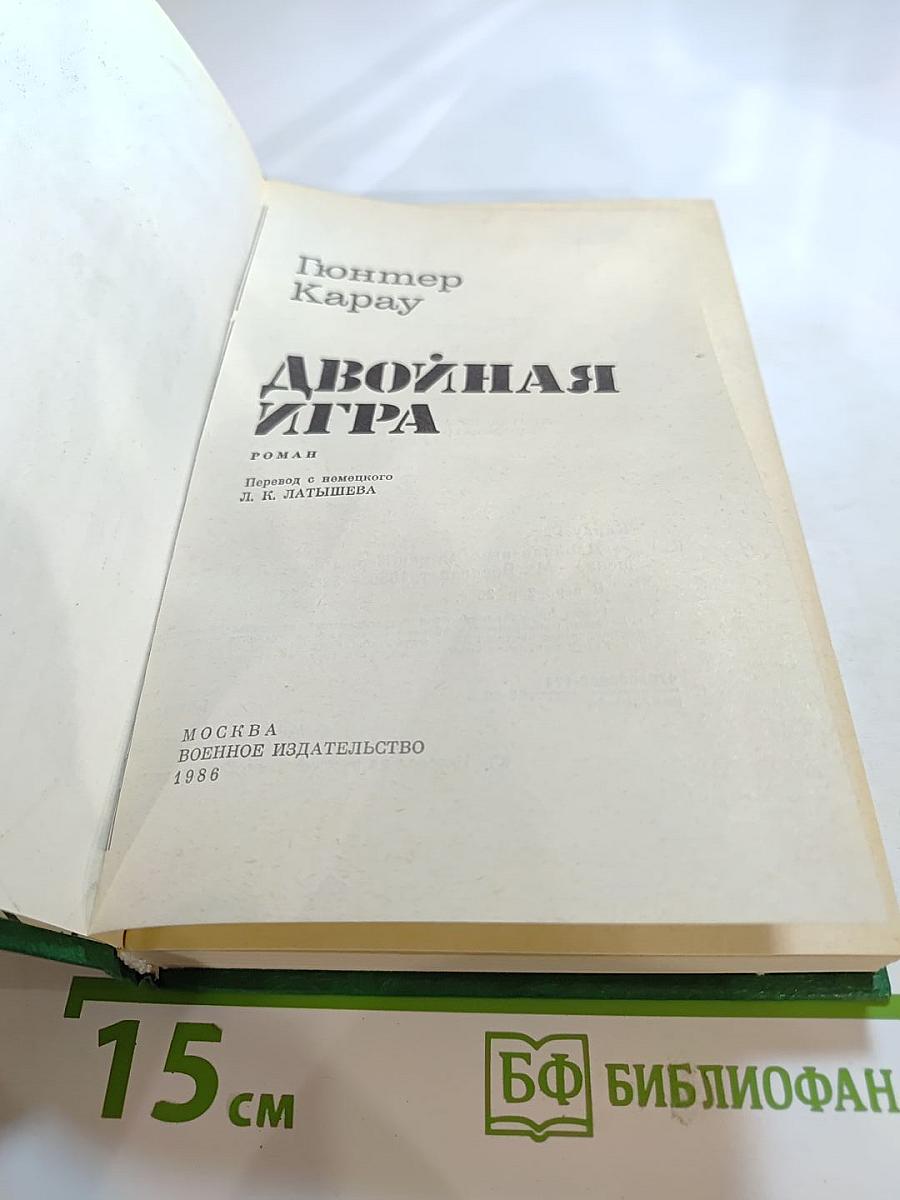 Гюнтер
Карау
ДВОЙНАЯ
ИГРА
РОМАН
Перевод с немецкого
Л. К. ЛАТЫШЕВА
МОСКВА
ВОЕННОЕ ИЗДАТЕЛЬСТВО
1986
15 см
БФ БИБЛИОФАН